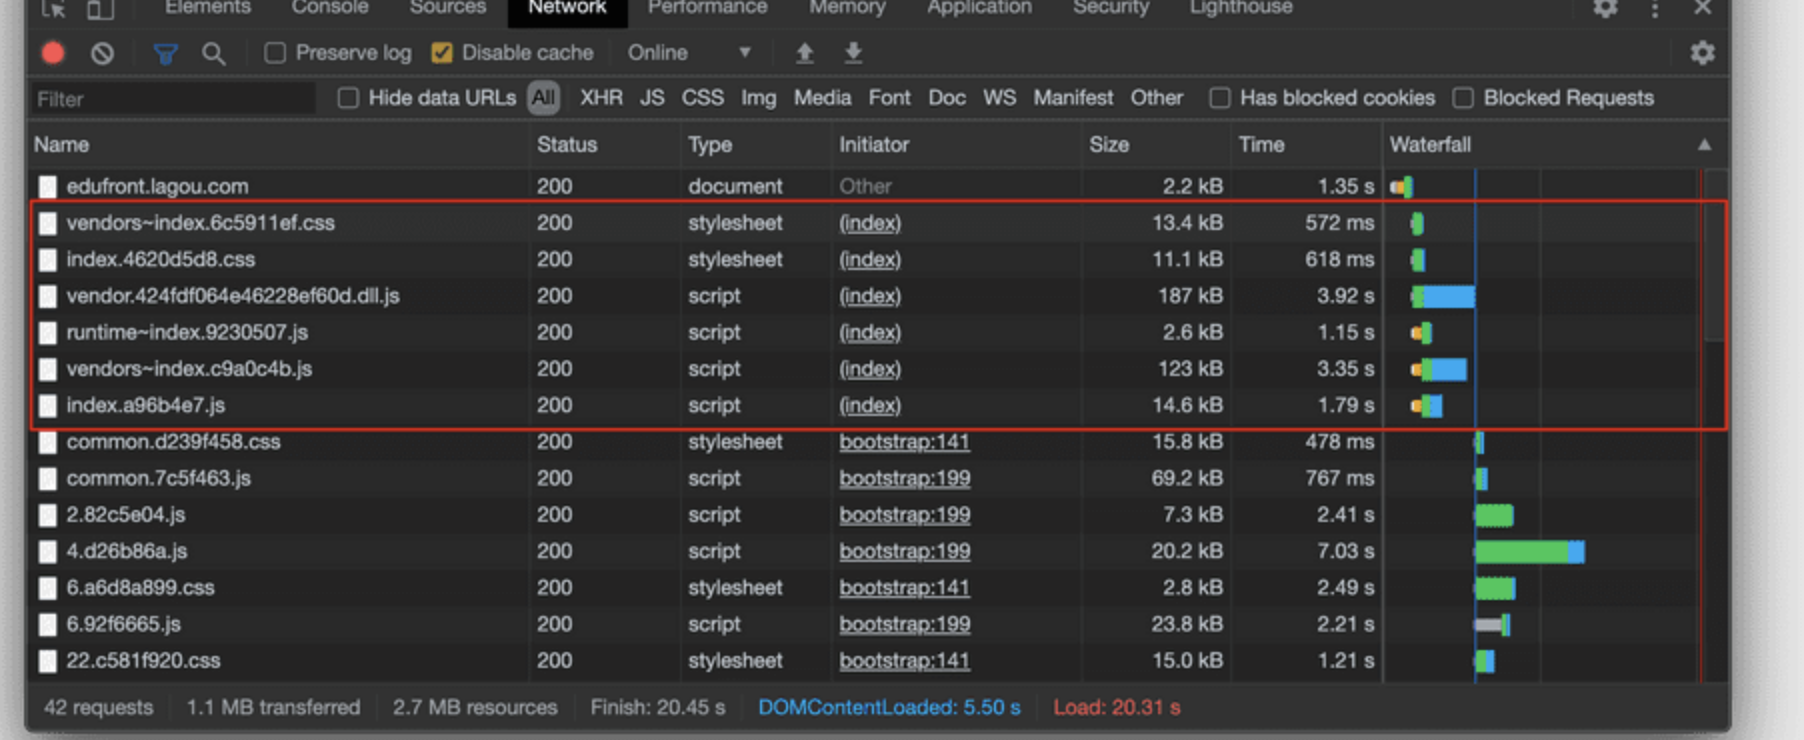 Elements Console Sources Network Performance Memory Application Security Lighthouse
Preserve log Disable cache Online
Filter Hide data URLs All XHR JS CSS Img Media Font Doc WS Manifest Other Has blocked cookies Blocked Requests
Name Status Type Initiator Size Time Waterfall
edufront.lagou.com 200 document Other 2.2 kB 1.35 s
vendors~index.6c5911ef.css 200 stylesheet (index) 13.4 kB 572 ms
index.4620d5d8.css 200 stylesheet (index) 11.1 kB 618 ms
vendor.424fdf064e46228ef60d.dll.js 200 script (index) 187 kB 3.92 s
runtime~index.9230507.js 200 script (index) 2.6 kB 1.15 s
vendors~index.c9a0c4b.js 200 script (index) 123 kB 3.35 s
index.a96b4e7.js 200 script (index) 14.6 kB 1.79 s
common.d239f458.css 200 stylesheet bootstrap:141 15.8 kB 478 ms
common.7c5f463.js 200 script bootstrap:199 69.2 kB 767 ms
2.82c5e04.js 200 script bootstrap:199 7.3 kB 2.41 s
4.d26b86a.js 200 script bootstrap:199 20.2 kB 7.03 s
6.a6d8a899.css 200 stylesheet bootstrap:141 2.8 kB 2.49 s
6.92f6665.js 200 script bootstrap:199 23.8 kB 2.21 s
22.c581f920.css 200 stylesheet bootstrap:141 15.0 kB 1.21 s
42 requests 1.1 MB transferred 2.7 MB resources Finish: 20.45 s DOMContentLoaded: 5.50 s Load: 20.31 s